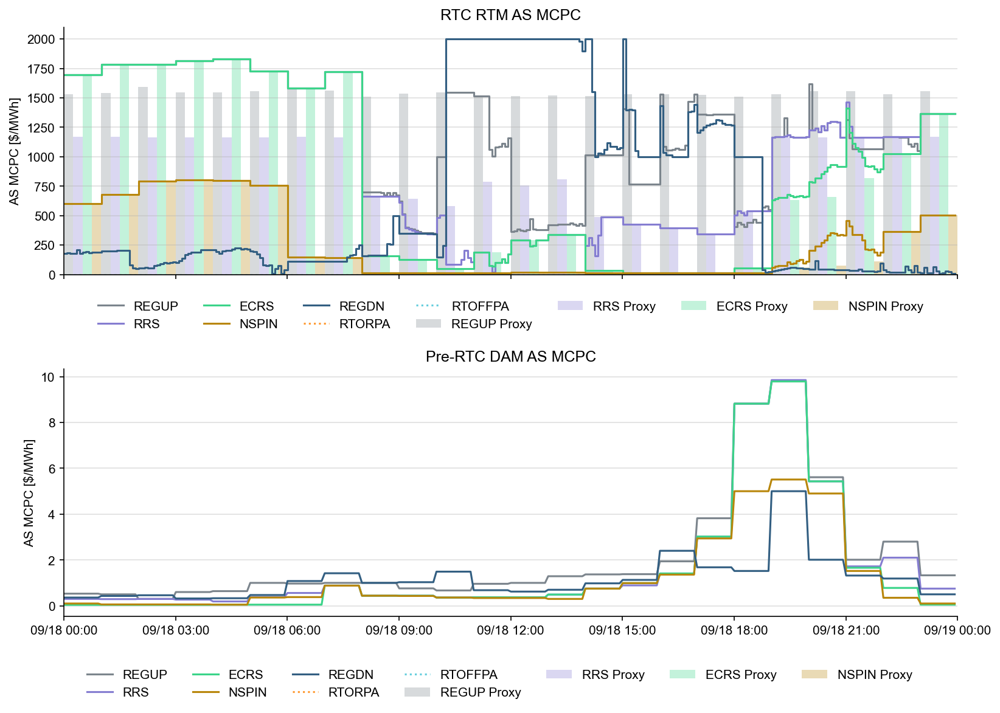 RTC RTM AS MCPC
AS MCPC [$/MWh]
2000
1750
1500
1250
1000
750
500
250
0
REGUP ECRS REGDN RTOFFPA RRS Proxy ECRS Proxy NSPIN Proxy
RRS NSPIN RTORPA REGUP Proxy
Pre-RTC DAM AS MCPC
AS MCPC [$/MWh]
10
8
6
4
2
0
09/18 00:00 09/18 03:00 09/18 06:00 09/18 09:00 09/18 12:00 09/18 15:00 09/18 18:00 09/18 21:00 09/19 00:00
REGUP ECRS REGDN RTOFFPA RRS Proxy ECRS Proxy NSPIN Proxy
RRS NSPIN RTORPA REGUP Proxy